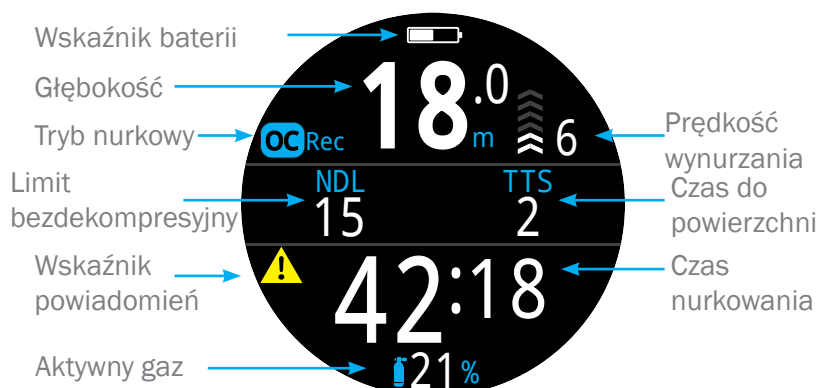 Wskaźnik baterii
Głębokość
Tryb nurkowy
Limit
bezdekompresyjny
Wskaźnik
powiadomień
Aktywny gaz
18.0
m
6
OC Rec
NDL
15
TTS
2
42:18
21%
Prędkość
wynurzania
Czas do
powierzchni
Czas
nurkowania